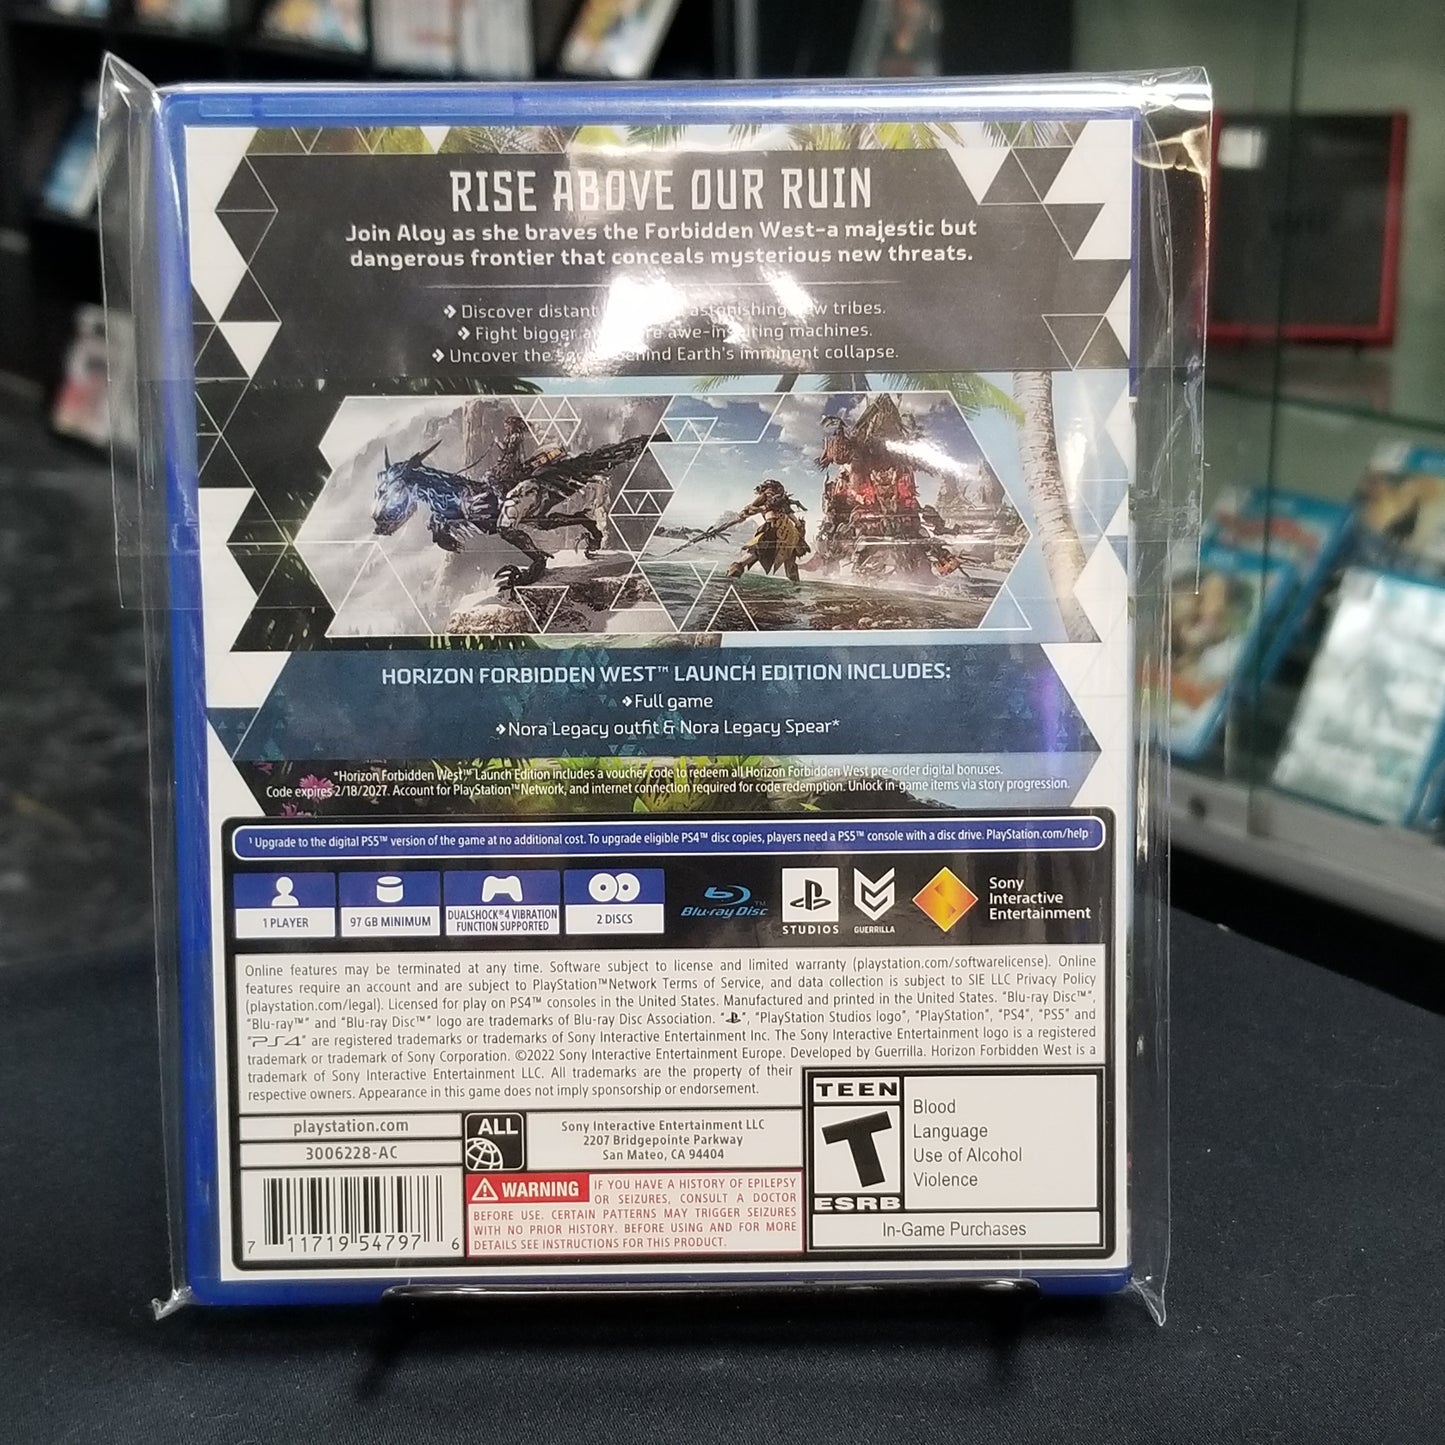 RISE ABOVE OUR RUIN
Join Aloy as she braves the Forbidden West–a majestic but
dangerous frontier that conceals mysterious new threats.
Discover distant astonishing new tribes.
Fight bigger awe-inspiring machines.
Uncover the behind Earth's imminent collapse.
HORIZON FORBIDDEN WEST™ LAUNCH EDITION INCLUDES:
Full game
Nora Legacy outfit & Nora Legacy Spear*
*Horizon Forbidden West™ Launch Edition includes a voucher code to redeem all Horizon Forbidden West pre-order digital bonuses.
Code expires 2/18/2027. Account for PlayStation™Network, and internet connection required for code redemption. Unlock in-game items via story progression.
¹ Upgrade to the digital PS5™ version of the game at no additional cost. To upgrade eligible PS4™ disc copies, players need a PS5™ console with a disc drive. PlayStation.com/help
1 PLAYER
97 GB MINIMUM
DUALSHOCK®4 VIBRATION
FUNCTION SUPPORTED
2 DISCS
Blu-ray Disc™
STUDIOS
GUERRILLA
Sony
Interactive
Entertainment
Online features may be terminated at any time. Software subject to license and limited warranty (playstation.com/softwarelicense). Online
features require an account and are subject to PlayStation™Network Terms of Service, and data collection is subject to SIE LLC Privacy Policy
(playstation.com/legal). Licensed for play on PS4™ consoles in the United States. Manufactured and printed in the United States. "Blu-ray Disc™",
"Blu-ray™" and "Blu-ray Disc™" logo are trademarks of Blu-ray Disc Association. "", "PlayStation Studios logo", "PlayStation", "PS4", "PS5" and
"PS4" are registered trademarks or trademarks of Sony Interactive Entertainment Inc. The Sony Interactive Entertainment logo is a registered
trademark or trademark of Sony Corporation. ©2022 Sony Interactive Entertainment Europe. Developed by Guerrilla. Horizon Forbidden West is a
trademark of Sony Interactive Entertainment LLC. All trademarks are the property of their
respective owners. Appearance in this game does not imply sponsorship or endorsement.
playstation.com
3006228-AC
ALL
Sony Interactive Entertainment LLC
2207 Bridgepointe Parkway
San Mateo, CA 94404
7 11719 54797 6
WARNING IF YOU HAVE A HISTORY OF EPILEPSY
OR SEIZURES, CONSULT A DOCTOR
BEFORE USE. CERTAIN PATTERNS MAY TRIGGER SEIZURES
WITH NO PRIOR HISTORY. BEFORE USING AND FOR MORE
DETAILS SEE INSTRUCTIONS FOR THIS PRODUCT.
TEEN
T
ESRB
Blood
Language
Use of Alcohol
Violence
In-Game Purchases